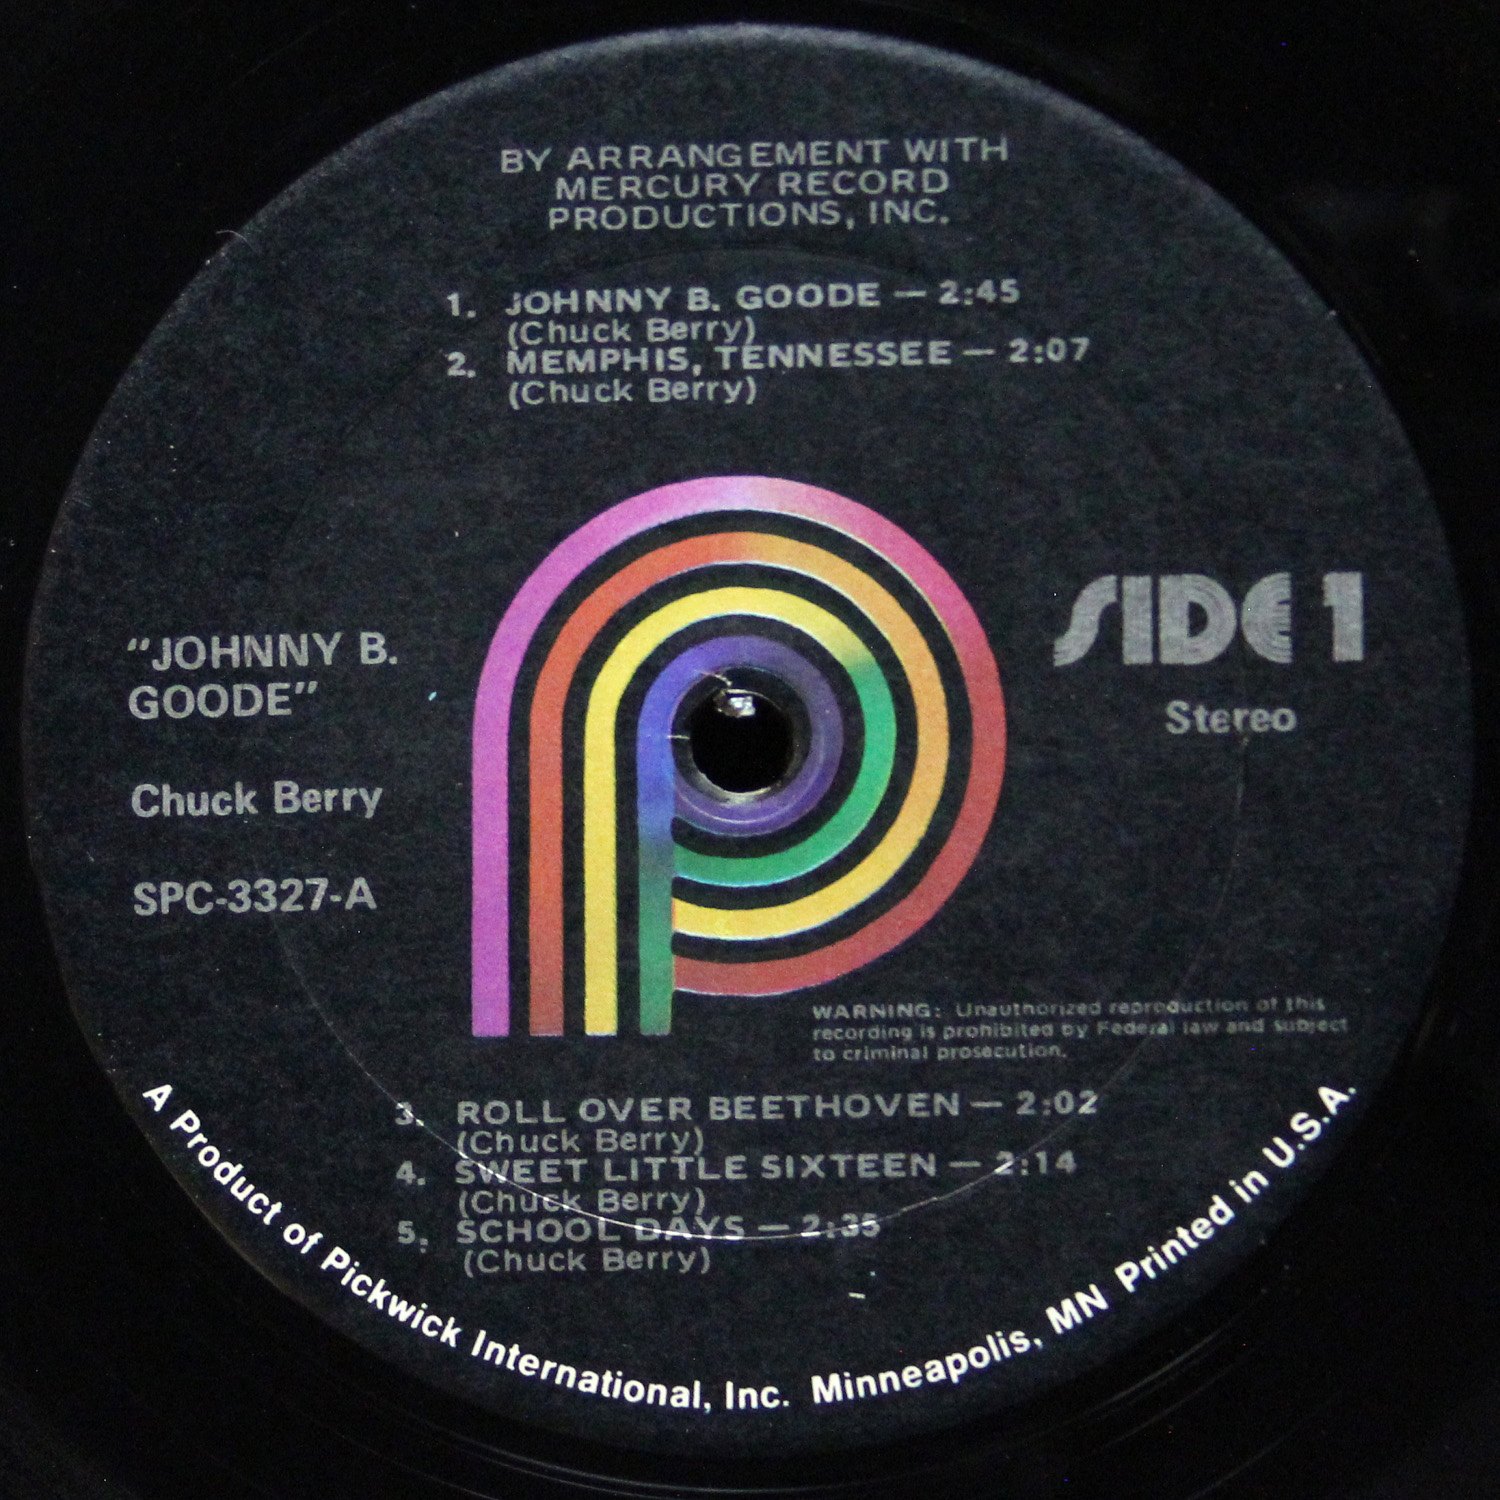 BY ARRANGEMENT WITH
MERCURY RECORD
PRODUCTIONS, INC.
1. JOHNNY B. GOODE — 2:45
(Chuck Berry)
2. MEMPHIS, TENNESSEE — 2:07
(Chuck Berry)
"JOHNNY B.
GOODE"
Chuck Berry
SPC-3327-A
SIDE 1
Stereo
WARNING: Unauthorized reproduction of this
recording is prohibited by Federal law and subject
to criminal prosecution.
3. ROLL OVER BEETHOVEN — 2:02
(Chuck Berry)
4. SWEET LITTLE SIXTEEN — 2:14
(Chuck Berry)
5. SCHOOL DAYS — 2:35
(Chuck Berry)
A Product of Pickwick International, Inc. Minneapolis, MN Printed in U.S.A.